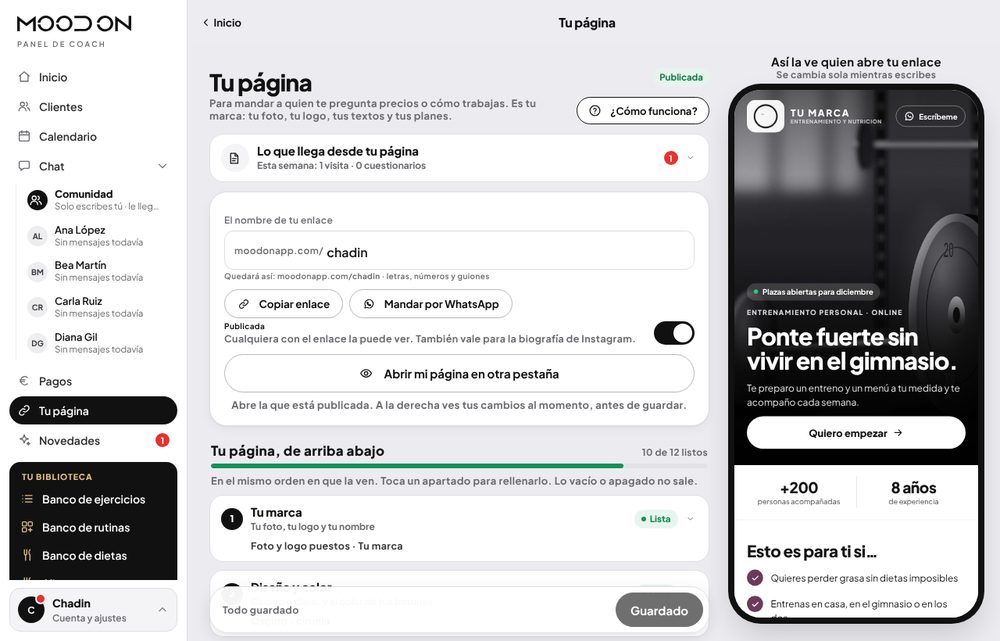 MOOD ON
PANEL DE COACH
Inicio
Clientes
Calendario
Chat
Comunidad
Solo escribes tú · le lleg…
AL
Ana López
Sin mensajes todavía
BM
Bea Martín
Sin mensajes todavía
CR
Carla Ruiz
Sin mensajes todavía
DG
Diana Gil
Sin mensajes todavía
Pagos
Tu página
Novedades
1
TU BIBLIOTECA
Banco de ejercicios
Banco de rutinas
Banco de dietas
C
Chadin
Cuenta y ajustes
Inicio
Tu página
Tu página
Publicada
Para mandar a quien te pregunta precios o cómo trabajas. Es tu
marca: tu foto, tu logo, tus textos y tus planes.
¿Cómo funciona?
Lo que llega desde tu página
Esta semana: 1 visita · 0 cuestionarios
1
El nombre de tu enlace
moodonapp.com/ chadin
Quedará así: moodonapp.com/chadin · letras, números y guiones
Copiar enlace
Mandar por WhatsApp
Publicada
Cualquiera con el enlace la puede ver. También vale para la biografía de Instagram.
Abrir mi página en otra pestaña
Abre la que está publicada. A la derecha ves tus cambios al momento, antes de guardar.
Tu página, de arriba abajo
10 de 12 listos
En el mismo orden en que la ven. Toca un apartado para rellenarlo. Lo vacío o apagado no sale.
1
Tu marca
Tu foto, tu logo y tu nombre
Lista
Foto y logo puestos · Tu marca
Todo guardado
Guardado
Así la ve quien abre tu enlace
Se cambia sola mientras escribes
TU MARCA
ENTRENAMIENTO Y NUTRICIÓN
Escríbeme
20
Plazas abiertas para diciembre
ENTRENAMIENTO PERSONAL · ONLINE
Ponte fuerte sin
vivir en el gimnasio.
Te preparo un entreno y un menú a tu medida y te
acompaño cada semana.
Quiero empezar
+200
personas acompañadas
8 años
de experiencia
Esto es para ti si…
Quieres perder grasa sin dietas imposibles
Entrenas en casa, en el gimnasio o en los